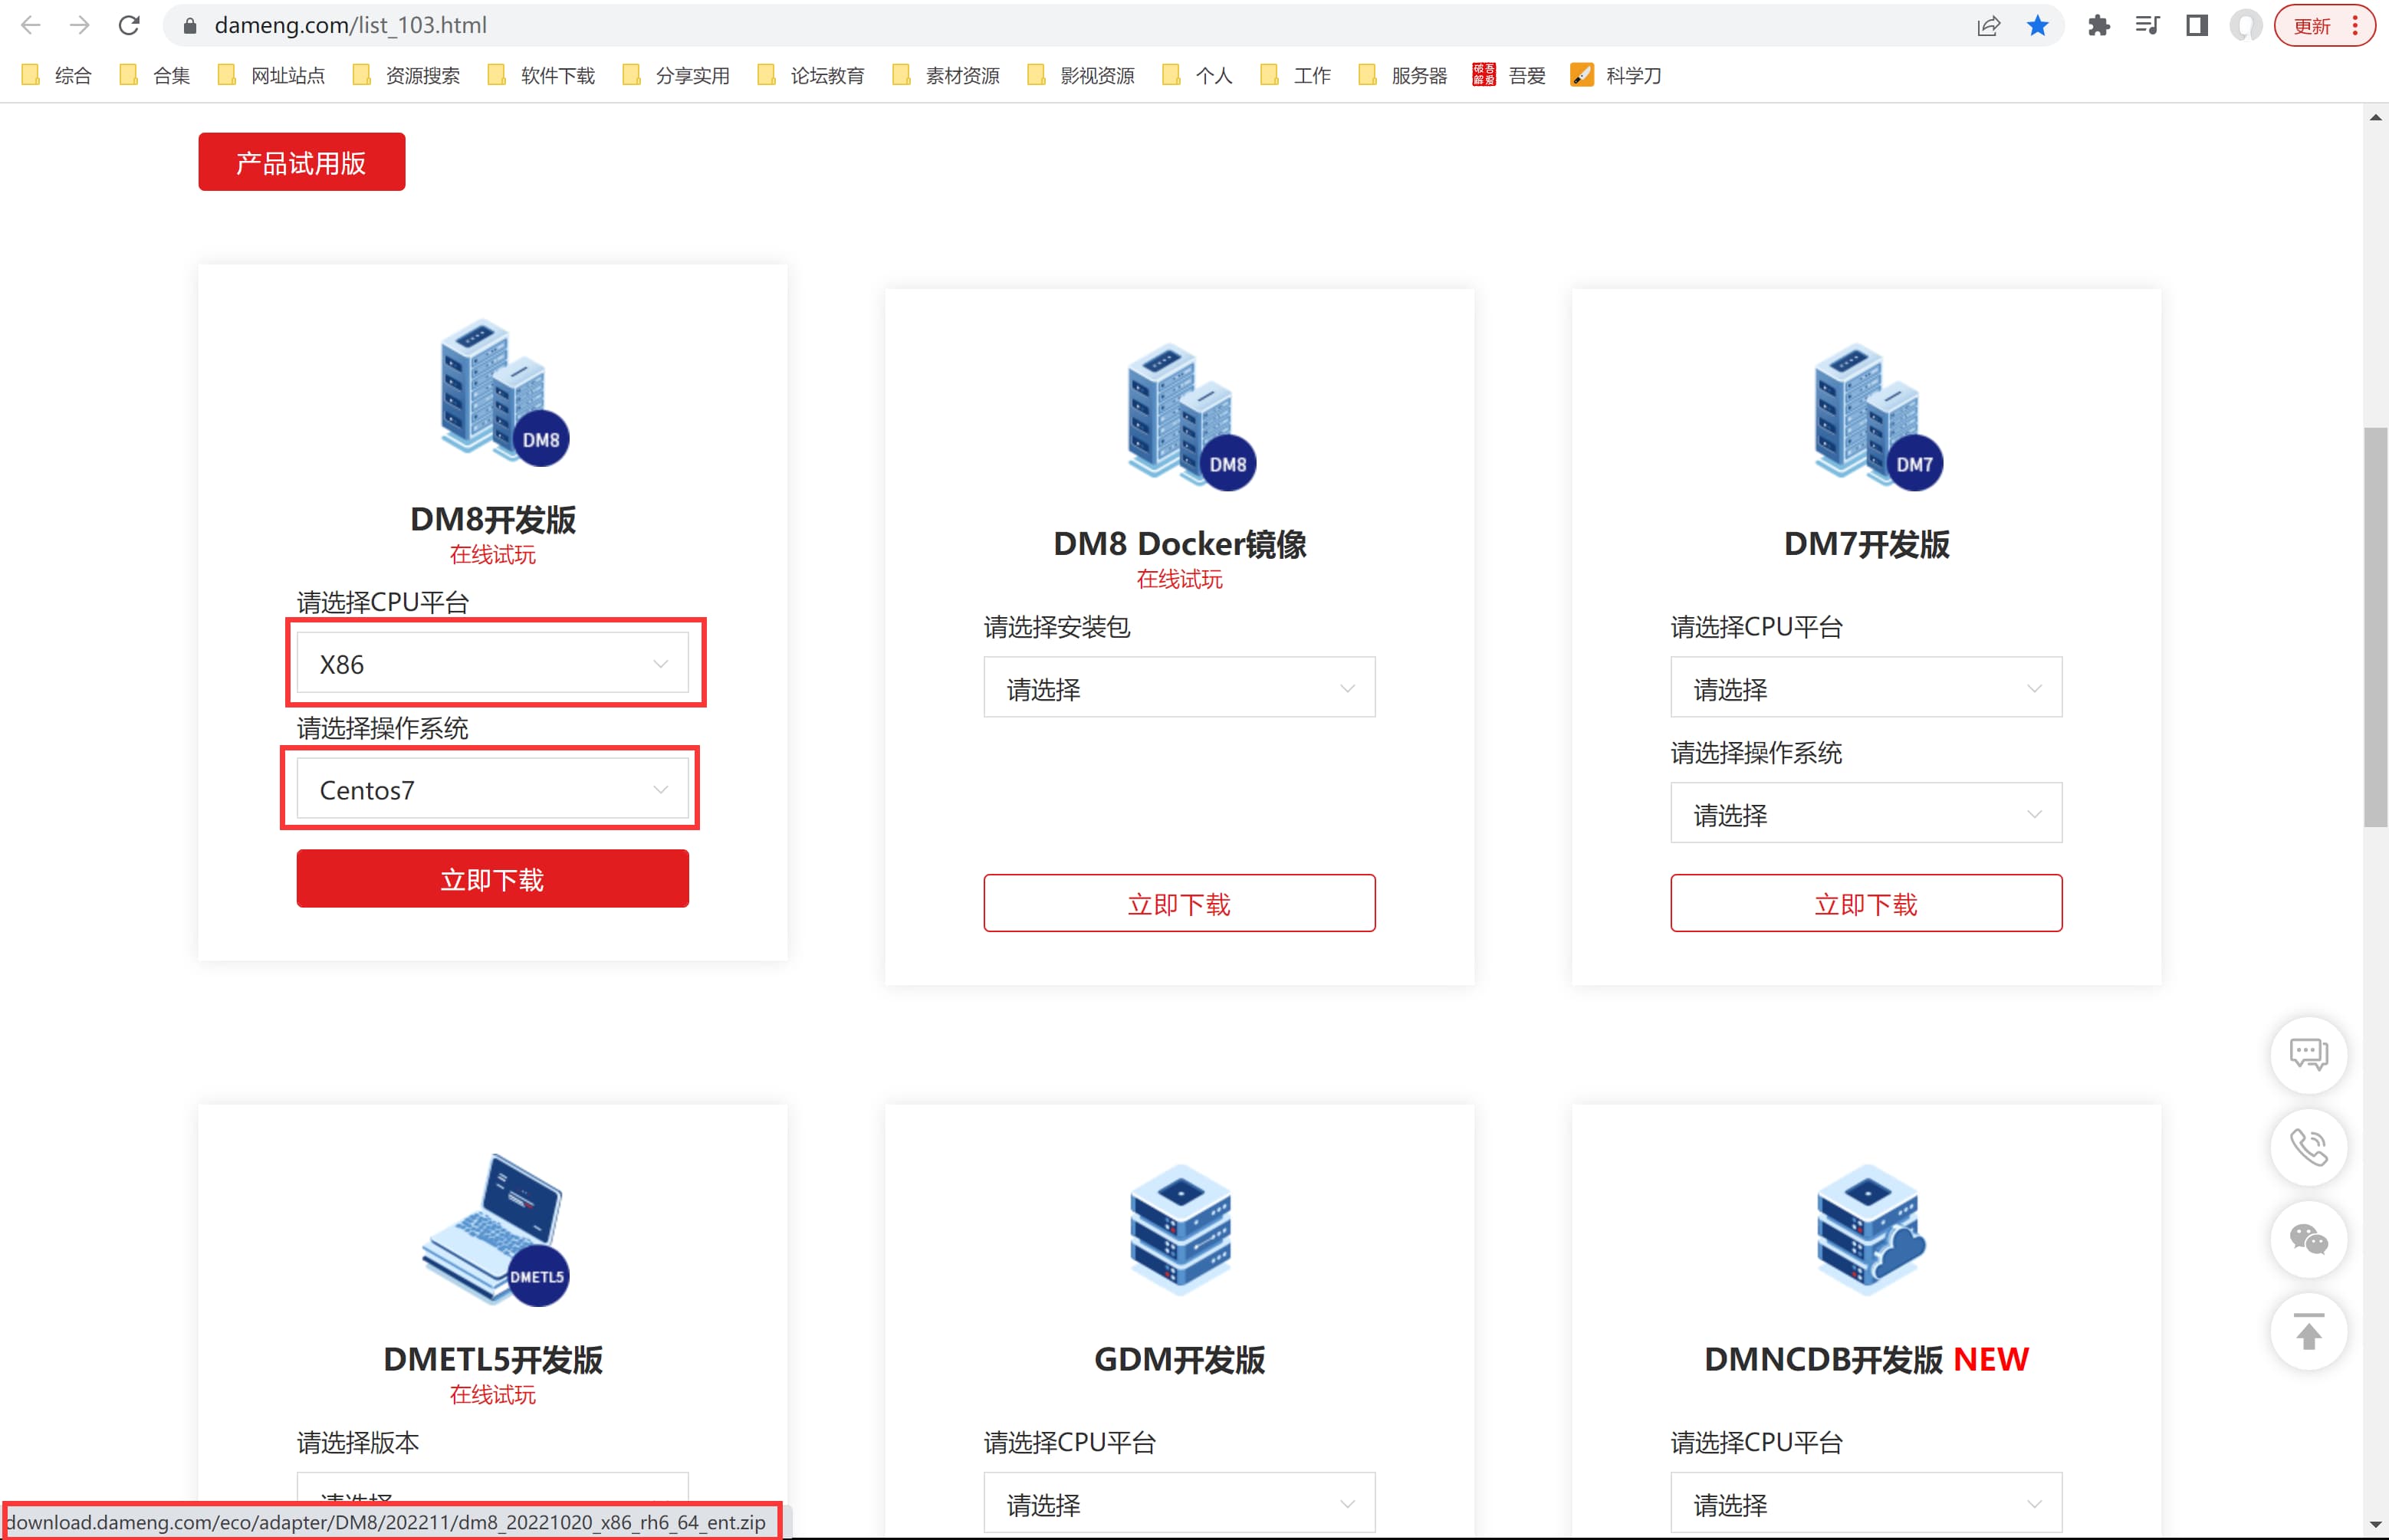 dameng.com/list_103.html
更新
综合 合集 网址站点 资源搜索 软件下载 分享实用 论坛教育 素材资源 影视资源 个人 工作 服务器 吾爱破解 吾爱 科学刀
产品试用版
DM8
DM8开发版
在线试玩
请选择CPU平台
X86
请选择操作系统
Centos7
立即下载
DM8
DM8 Docker镜像
在线试玩
请选择安装包
请选择
立即下载
DM7
DM7开发版
请选择CPU平台
请选择
请选择操作系统
请选择
立即下载
DMETL5
DMETL5开发版
在线试玩
请选择版本
请选择
GDM开发版
请选择CPU平台
请选择
DMNCDB开发版 NEW
请选择CPU平台
请选择
download.dameng.com/eco/adapter/DM8/202211/dm8_20221020_x86_rh6_64_ent.zip